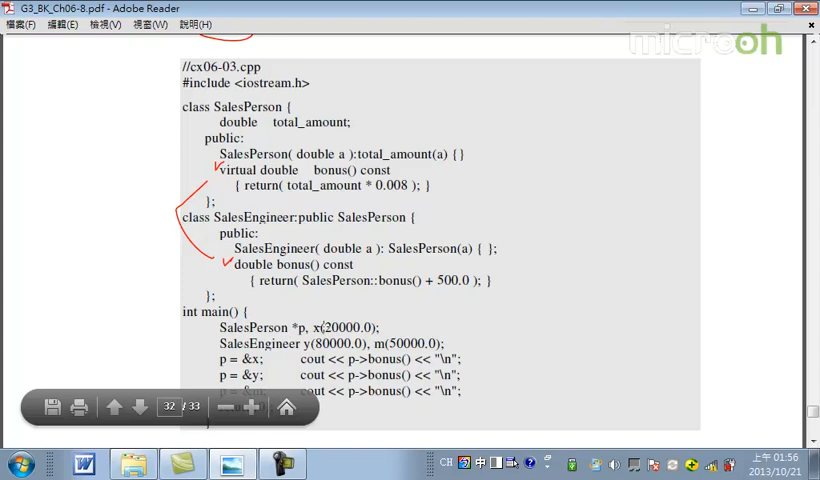 G3_BK_Ch06-8.pdf - Adobe Reader
檔案(F) 編輯(E) 檢視(V) 視窗(W) 說明(H)
microoh
//cx06-03.cpp
#include <iostream.h>
class SalesPerson {
double total_amount;
public:
SalesPerson( double a ):total_amount(a) {}
virtual double bonus() const
{ return( total_amount * 0.008 ); }
};
class SalesEngineer:public SalesPerson {
public:
SalesEngineer( double a ): SalesPerson(a) { };
double bonus() const
{ return( SalesPerson::bonus() + 500.0 ); }
};
int main() {
SalesPerson *p, x(20000.0);
SalesEngineer y(80000.0), m(50000.0);
p = &x; cout << p->bonus() << "\n";
p = &y; cout << p->bonus() << "\n";
p = &m; cout << p->bonus() << "\n";
32 / 33
CH 中
上午 01:56
2013/10/21